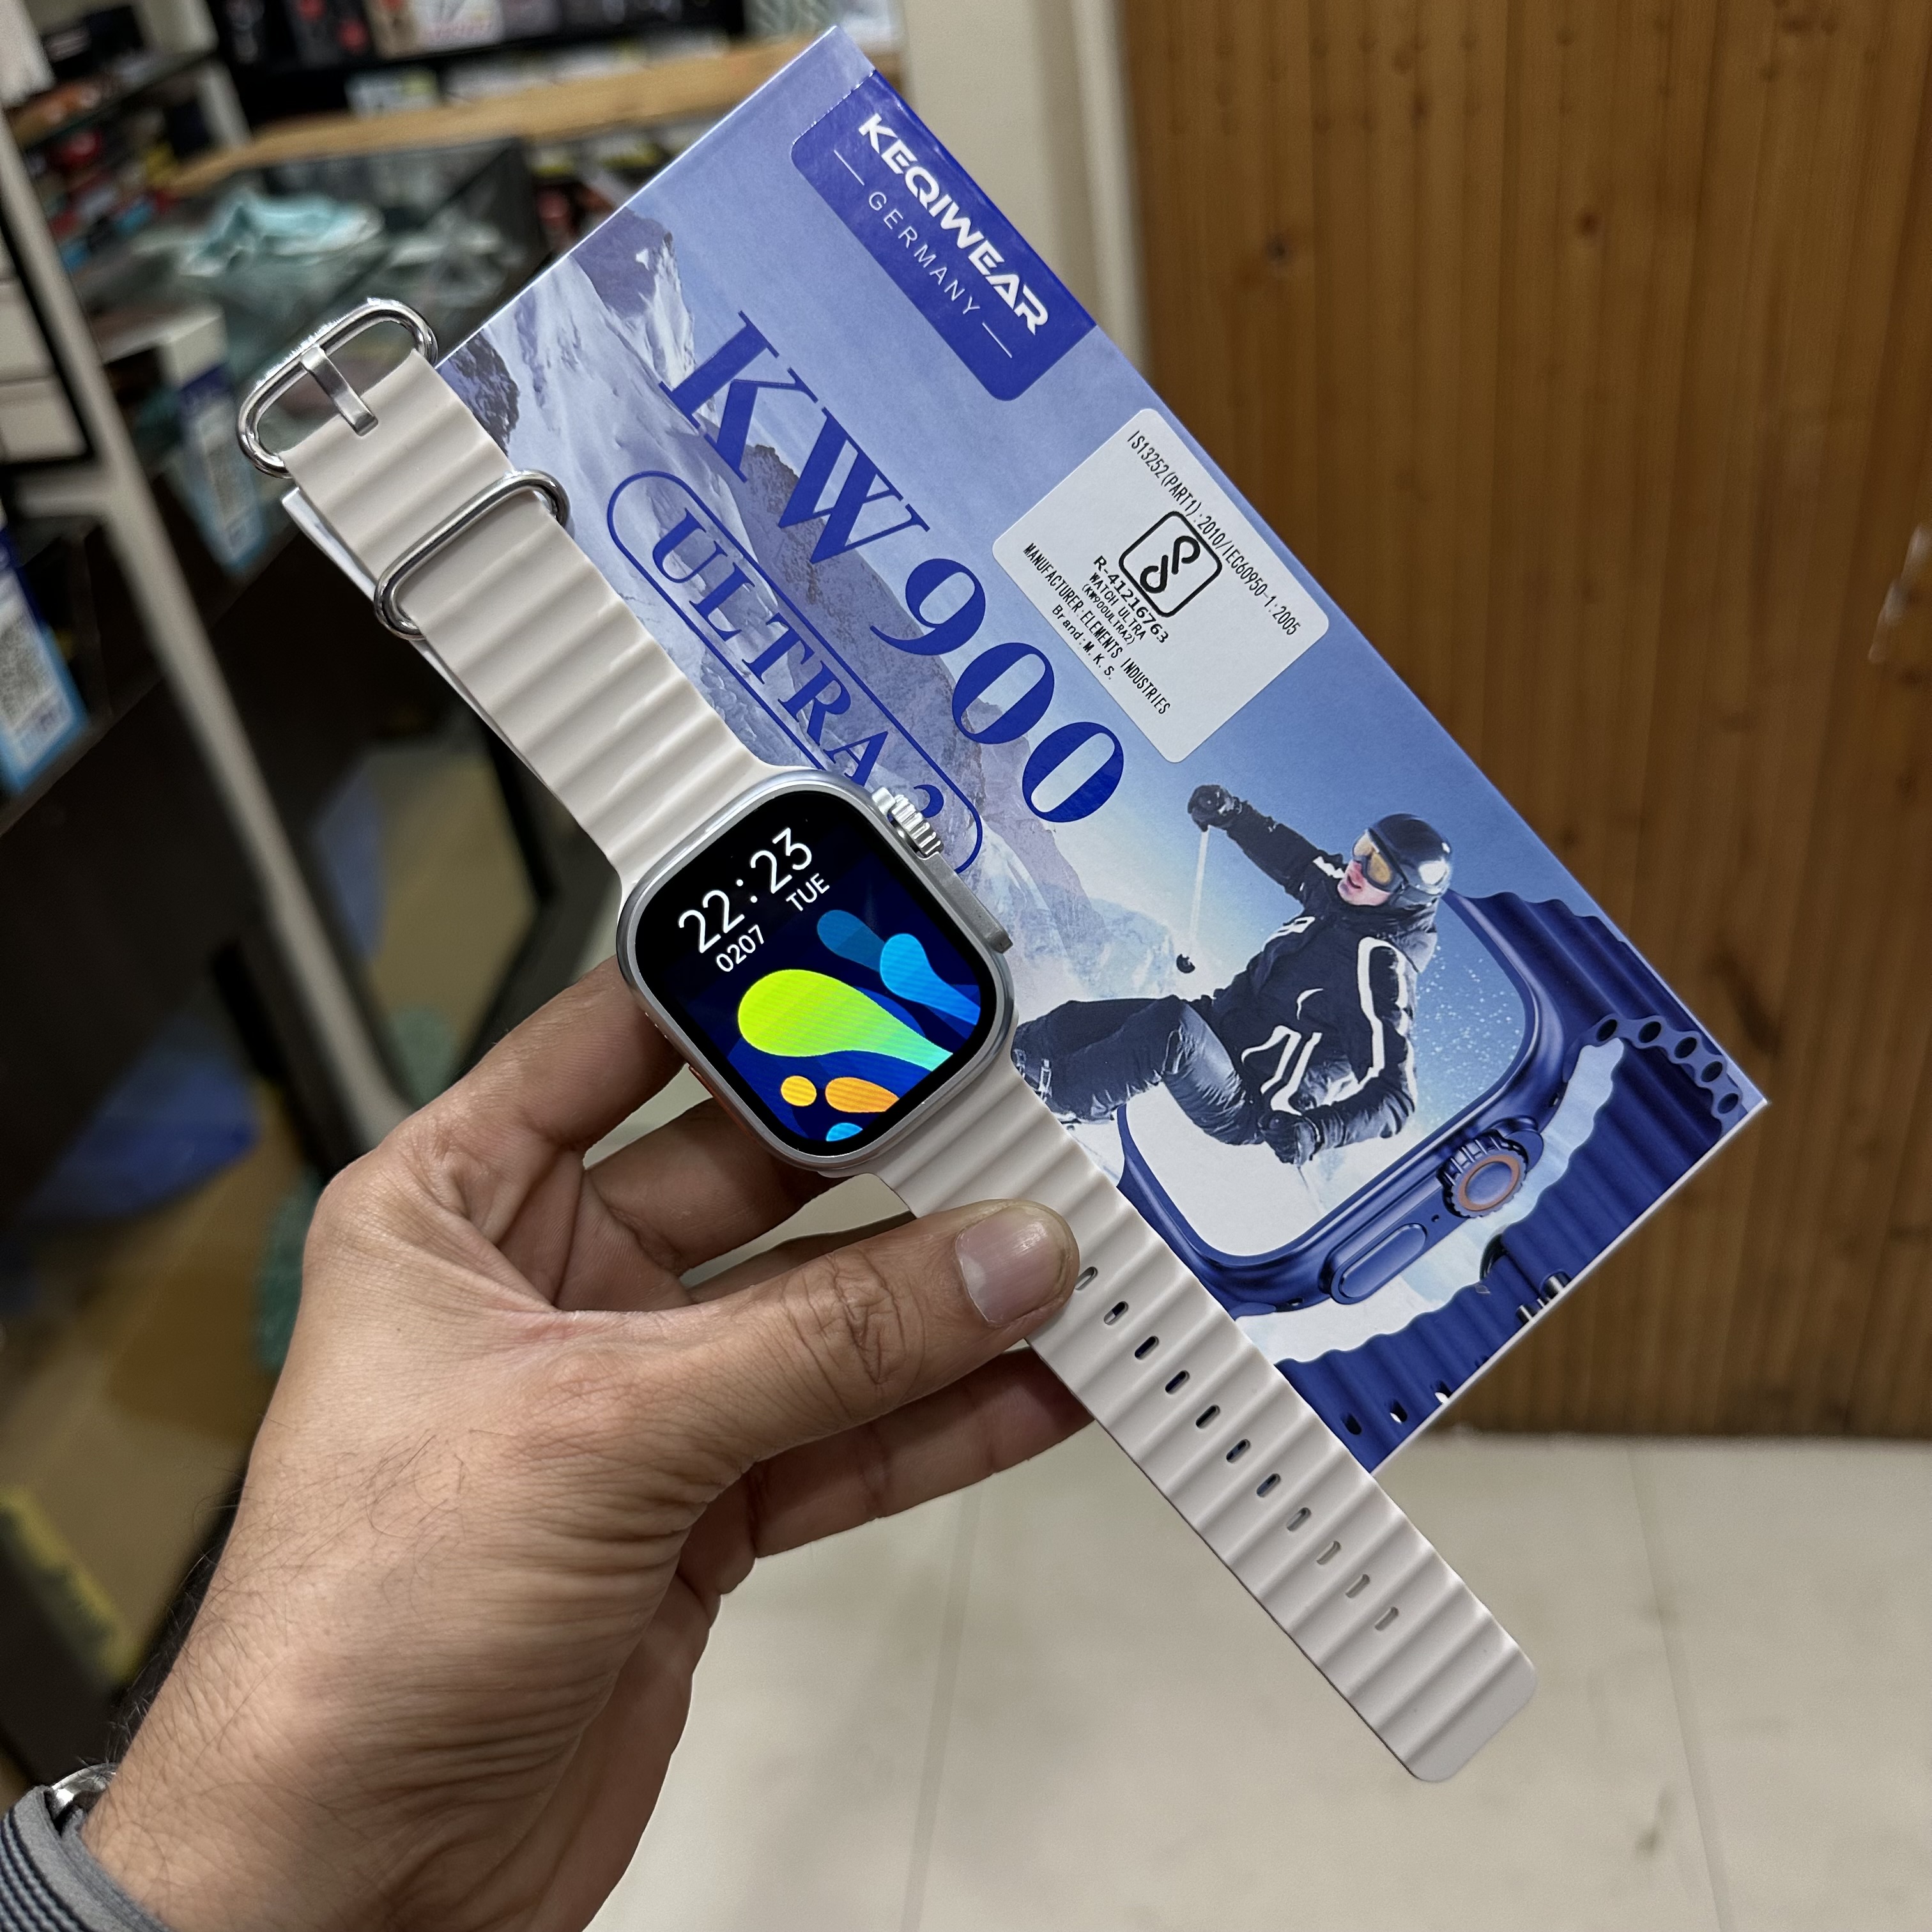 KEQIWEAR
GERMANY
KW900
ULTRA 2
IS13252(PART1):2010/IEC60950-1:2005
R-41216763
WATCH ULTRA
(KW900ULTRA2)
MANUFACTURER:ELEMENTS INDUSTRIES
Brand:M.K.S.
22:23
0207 TUE